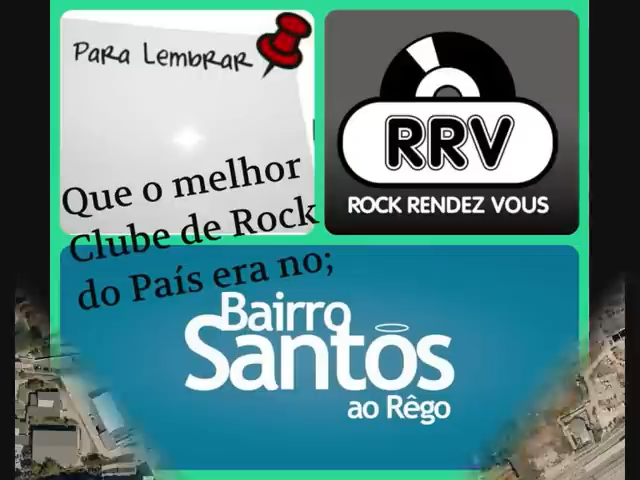 Para Lembrar
RRV
ROCK RENDEZ VOUS
Que o melhor
Clube de Rock
do País era no;
Bairro
Santos
ao Rêgo